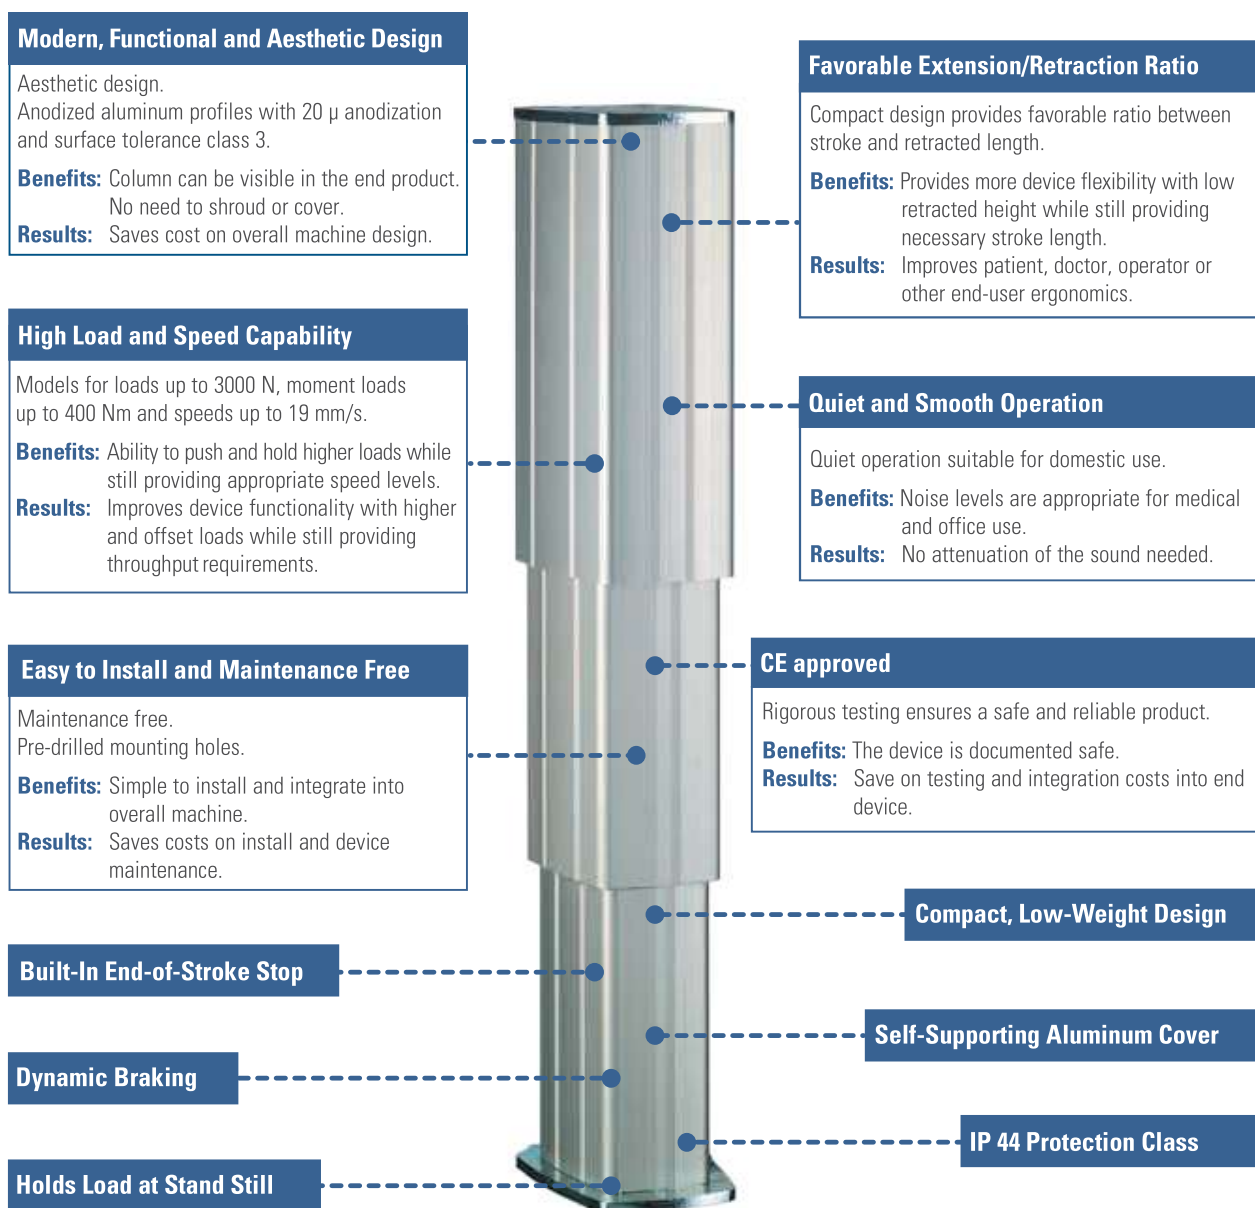 Modern, Functional and Aesthetic Design
Aesthetic design.
Anodized aluminum profiles with 20 µ anodization
and surface tolerance class 3.
Benefits: Column can be visible in the end product.
No need to shroud or cover.
Results: Saves cost on overall machine design.
High Load and Speed Capability
Models for loads up to 3000 N, moment loads
up to 400 Nm and speeds up to 19 mm/s.
Benefits: Ability to push and hold higher loads while
still providing appropriate speed levels.
Results: Improves device functionality with higher
and offset loads while still providing
throughput requirements.
Easy to Install and Maintenance Free
Maintenance free.
Pre-drilled mounting holes.
Benefits: Simple to install and integrate into
overall machine.
Results: Saves costs on install and device
maintenance.
Built-In End-of-Stroke Stop
Dynamic Braking
Holds Load at Stand Still
Favorable Extension/Retraction Ratio
Compact design provides favorable ratio between
stroke and retracted length.
Benefits: Provides more device flexibility with low
retracted height while still providing
necessary stroke length.
Results: Improves patient, doctor, operator or
other end-user ergonomics.
Quiet and Smooth Operation
Quiet operation suitable for domestic use.
Benefits: Noise levels are appropriate for medical
and office use.
Results: No attenuation of the sound needed.
CE approved
Rigorous testing ensures a safe and reliable product.
Benefits: The device is documented safe.
Results: Save on testing and integration costs into end
device.
Compact, Low-Weight Design
Self-Supporting Aluminum Cover
IP 44 Protection Class